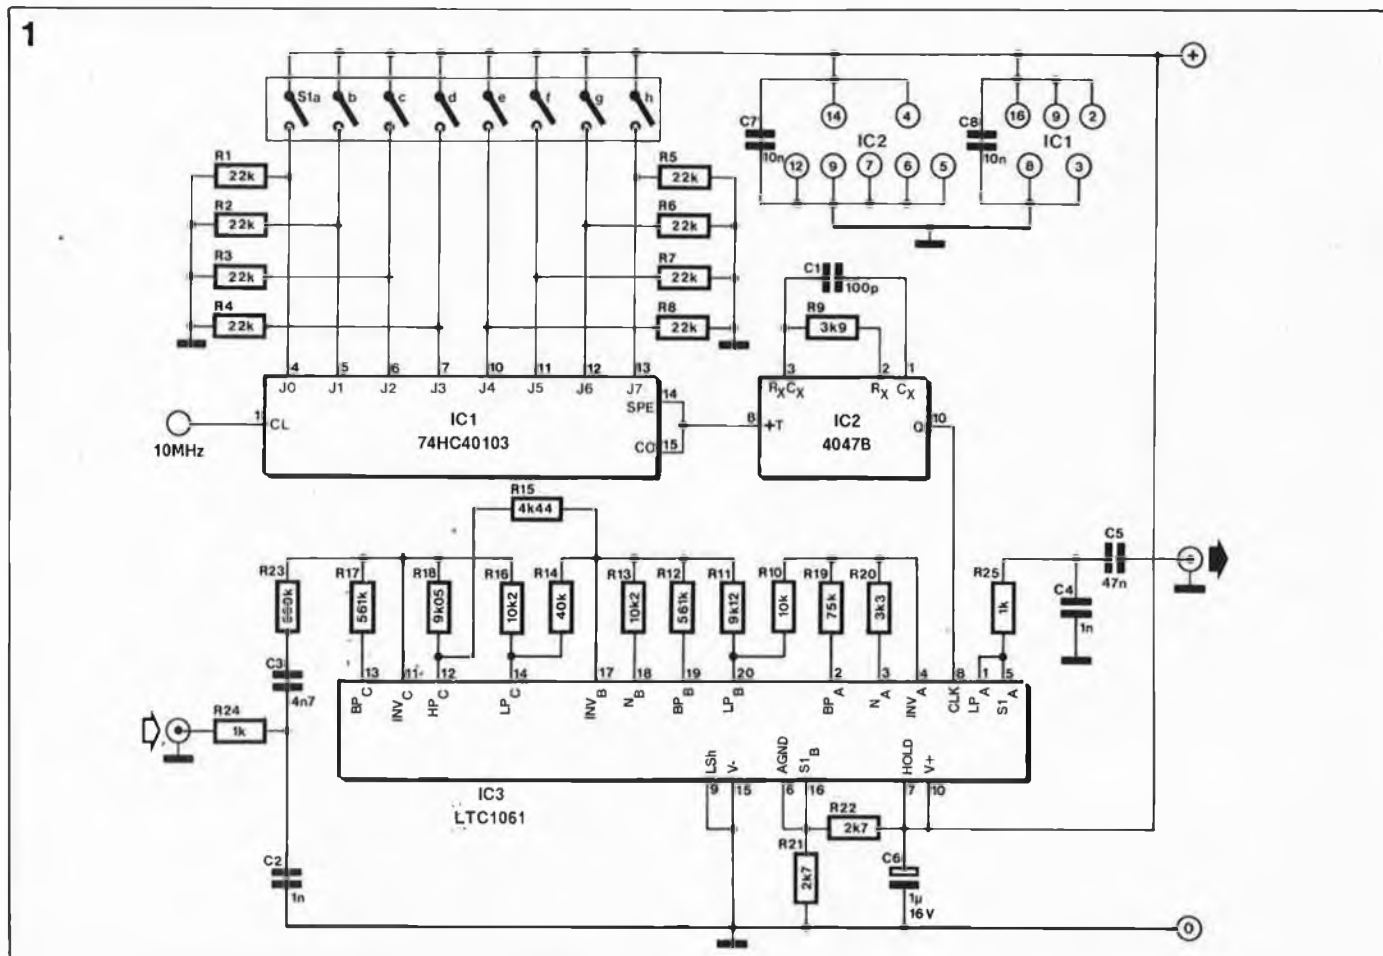 1
+
S1a b c d e f g h
C7
10n
14 4
IC2
12 9 7 6 5
C8
10n
16 9 2
IC1
8 3
R1
22k
R2
22k
R3
22k
R4
22k
R5
22k
R6
22k
R7
22k
R8
22k
C1
100p
R9
3k9
4 5 6 7 10 11 12 13
J0 J1 J2 J3 J4 J5 J6 J7
10MHz
1
CL
IC1
74HC40103
SPE
14
CO
15
3 2 1
RXCX RX CX
8
+T
IC2
4047B
Q
10
R15
4k44
R23
R17
561k
R18
9k05
R16
10k2
R14
40k
R13
10k2
R12
561k
R11
9k12
R10
10k
R19
75k
R20
3k3
R25
1k
C5
47n
C4
1n
C3
4n7
R24
1k
13 11 12 14 17 18 19 20 2 3 4 8 1 5
BPC INVC HPC LPC INVB NB BPB LPB BPA NA INVA CLK LPA S1A
LSh V- AGND S1B HOLD V+
9 15 6 16 7 10
IC3
LTC1061
R22
2k7
R21
2k7
C6
1µ
16V
C2
1n
0